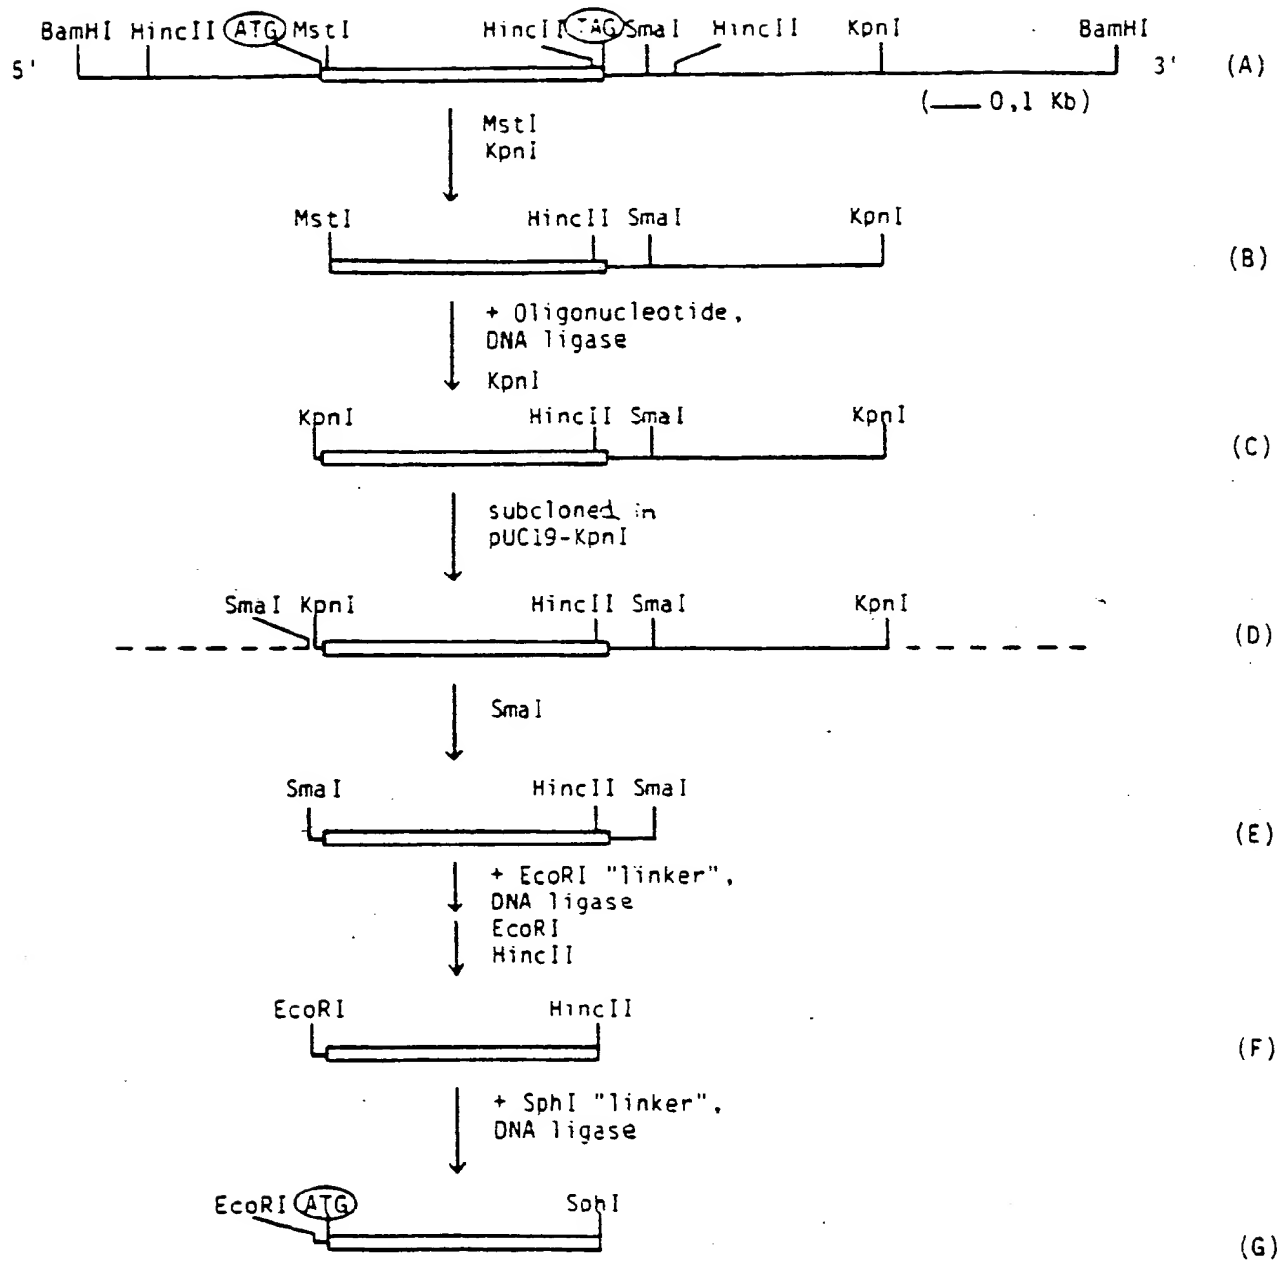 BamHI HincII ATG MstI HincII TAG SmaI HincII KpnI BamHI
5' 3' (A)
( 0,1 Kb)
MstI
KpnI
MstI HincII SmaI KpnI
(B)
+ Oligonucleotide,
DNA ligase
KpnI
KpnI HincII SmaI KpnI
(C)
subcloned in
pUC19-KpnI
SmaI KpnI HincII SmaI KpnI
(D)
SmaI
SmaI HincII SmaI
(E)
+ EcoRI "linker",
DNA ligase
EcoRI
HincII
EcoRI HincII
(F)
+ SphI "linker",
DNA ligase
EcoRI ATG SphI
(G)